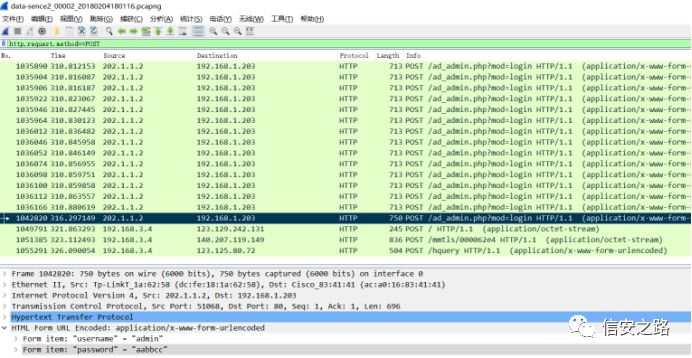 data-sence2_00002_20180204180116.pcapng
文件(F) 编辑(E) 视图(V) 跳转(G) 捕获(C) 分析(A) 统计(S) 电话(Y) 无线(W) 工具(T) 帮助(H)
http.request.method==POST
No. Time Source Destination Protocol Length Info
1035890 310.812153 202.1.1.2 192.168.1.203 HTTP 713 POST /ad_admin.php?mod=login HTTP/1.1 (application/x-www-form-
1035904 310.816087 202.1.1.2 192.168.1.203 HTTP 713 POST /ad_admin.php?mod=login HTTP/1.1 (application/x-www-form-
1035906 310.816187 202.1.1.2 192.168.1.203 HTTP 713 POST /ad_admin.php?mod=login HTTP/1.1 (application/x-www-form-
1035922 310.823067 202.1.1.2 192.168.1.203 HTTP 713 POST /ad_admin.php?mod=login HTTP/1.1 (application/x-www-form-
1035946 310.827445 202.1.1.2 192.168.1.203 HTTP 713 POST /ad_admin.php?mod=login HTTP/1.1 (application/x-www-form-
1035964 310.830123 202.1.1.2 192.168.1.203 HTTP 713 POST /ad_admin.php?mod=login HTTP/1.1 (application/x-www-form-
1036012 310.836482 202.1.1.2 192.168.1.203 HTTP 713 POST /ad_admin.php?mod=login HTTP/1.1 (application/x-www-form-
1036046 310.845958 202.1.1.2 192.168.1.203 HTTP 713 POST /ad_admin.php?mod=login HTTP/1.1 (application/x-www-form-
1036052 310.846149 202.1.1.2 192.168.1.203 HTTP 713 POST /ad_admin.php?mod=login HTTP/1.1 (application/x-www-form-
1036074 310.856955 202.1.1.2 192.168.1.203 HTTP 713 POST /ad_admin.php?mod=login HTTP/1.1 (application/x-www-form-
1036098 310.859751 202.1.1.2 192.168.1.203 HTTP 713 POST /ad_admin.php?mod=login HTTP/1.1 (application/x-www-form-
1036100 310.859858 202.1.1.2 192.168.1.203 HTTP 713 POST /ad_admin.php?mod=login HTTP/1.1 (application/x-www-form-
1036112 310.863557 202.1.1.2 192.168.1.203 HTTP 713 POST /ad_admin.php?mod=login HTTP/1.1 (application/x-www-form-
1036166 310.880619 202.1.1.2 192.168.1.203 HTTP 713 POST /ad_admin.php?mod=login HTTP/1.1 (application/x-www-form-
1042820 316.297149 202.1.1.2 192.168.1.203 HTTP 750 POST /ad_admin.php?mod=login HTTP/1.1 (application/x-www-form-
1049791 321.863293 192.168.3.4 123.129.242.131 HTTP 245 POST / HTTP/1.1 (application/octet-stream)
1051385 323.112493 192.168.3.4 140.207.119.149 HTTP 836 POST /mmtls/000062e4 HTTP/1.1 (application/octet-stream)
1055291 326.090054 192.168.3.4 123.125.80.72 HTTP 504 POST /hquery HTTP/1.1 (application/x-www-form-urlencoded)
Frame 1042820: 750 bytes on wire (6000 bits), 750 bytes captured (6000 bits) on interface 0
Ethernet II, Src: Tp-LinkT_1a:62:58 (dc:fe:18:1a:62:58), Dst: Cisco_83:41:41 (ac:a0:16:83:41:41)
Internet Protocol Version 4, Src: 202.1.1.2, Dst: 192.168.1.203
Transmission Control Protocol, Src Port: 51068, Dst Port: 80, Seq: 1, Ack: 1, Len: 696
Hypertext Transfer Protocol
HTML Form URL Encoded: application/x-www-form-urlencoded
Form item: "username" = "admin"
Form item: "password" = "aabbcc"
信安之路